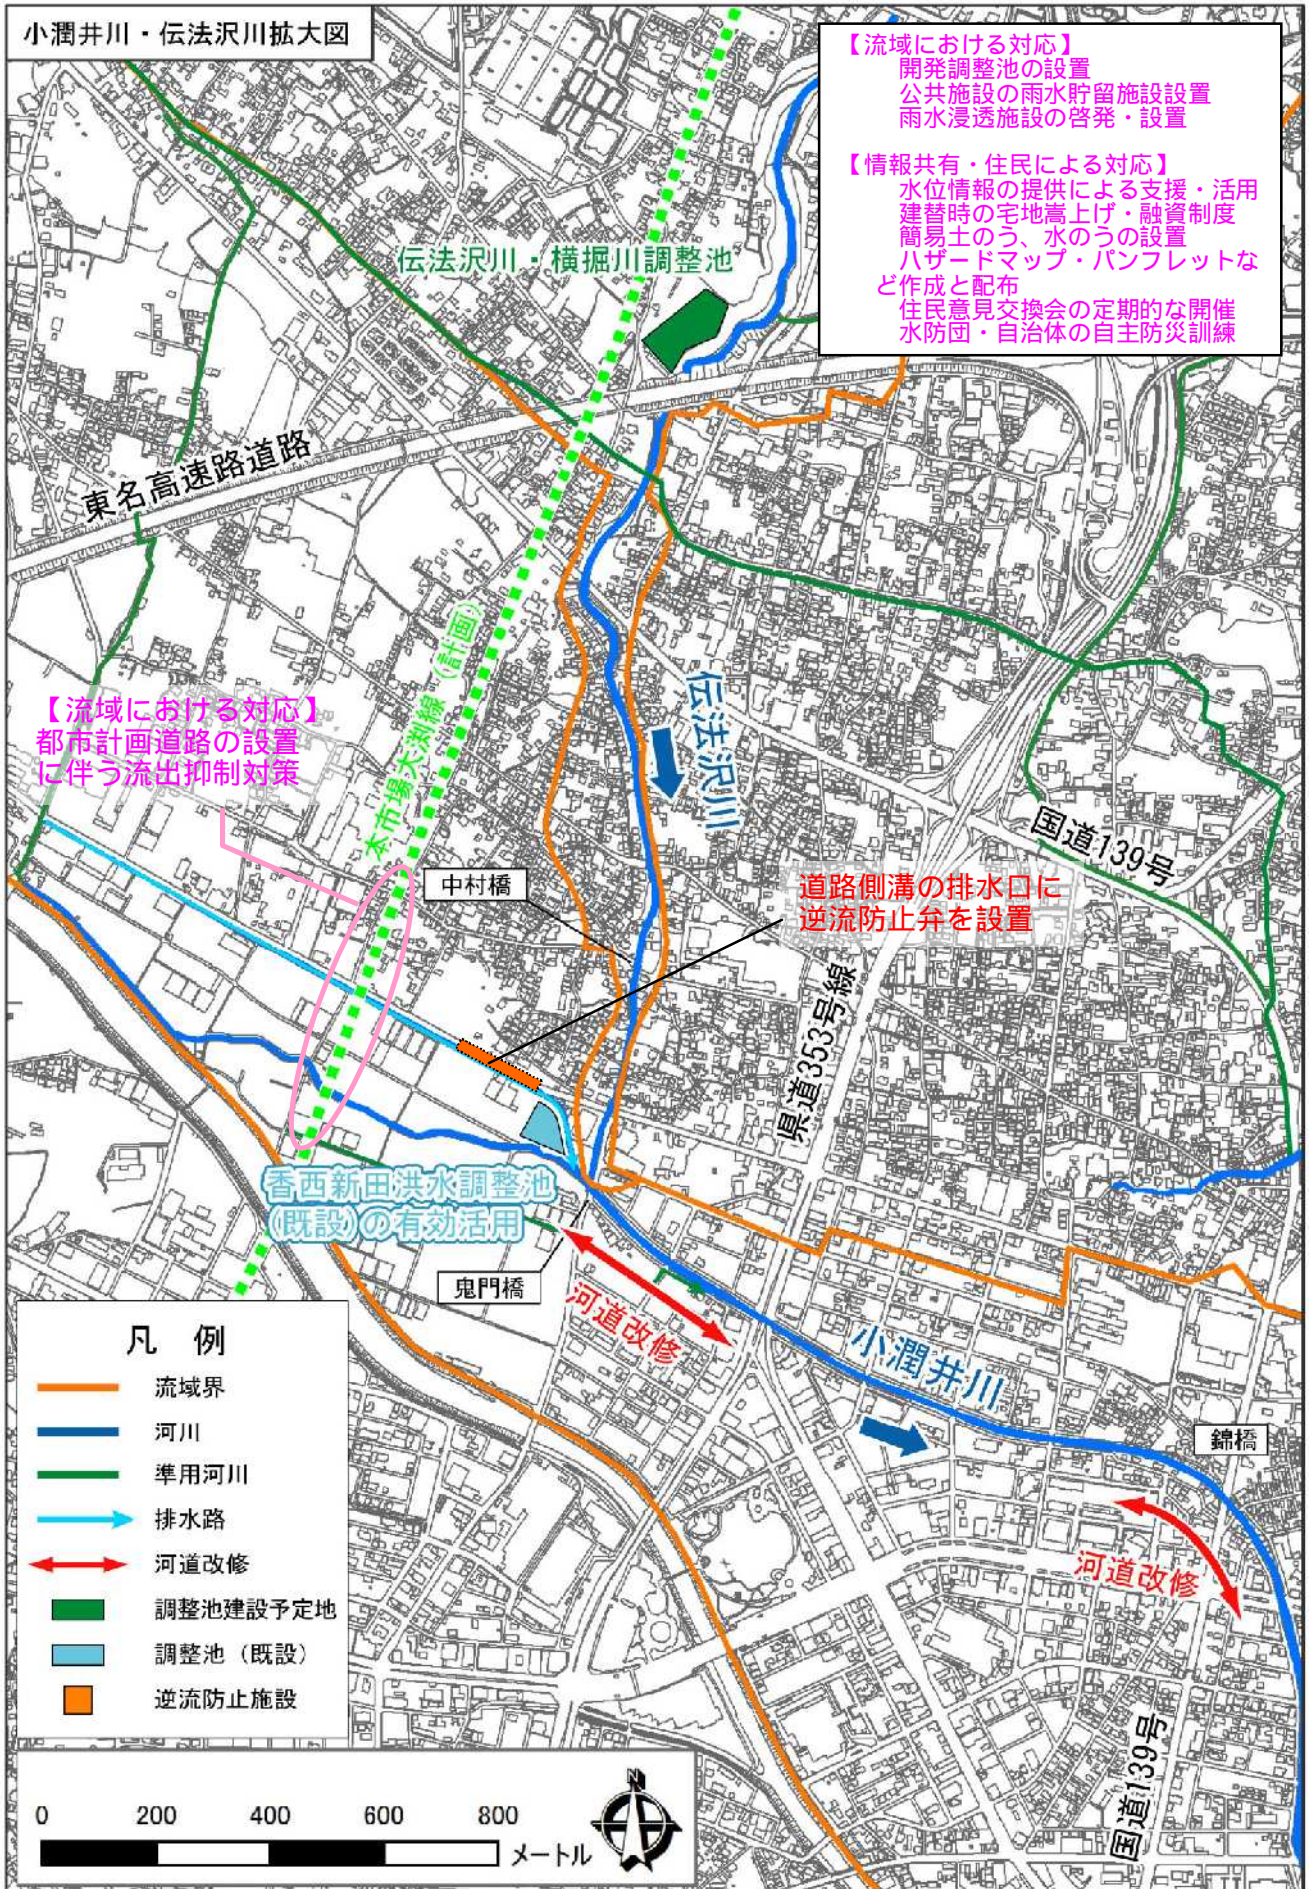 小潤井川・伝法沢川拡大図
【流域における対応】
開発調整池の設置
公共施設の雨水貯留施設設置
雨水浸透施設の啓発・設置
【情報共有・住民による対応】
水位情報の提供による支援・活用
建替時の宅地嵩上げ・融資制度
簡易土のう、水のうの設置
ハザードマップ・パンフレットな
ど作成と配布
住民意見交換会の定期的な開催
水防団・自治体の自主防災訓練
伝法沢川・横掘川調整池
東名高速路道路
本市場大渕線（計画）
【流域における対応】
都市計画道路の設置
に伴う流出抑制対策
伝法沢川
国道139号
中村橋
道路側溝の排水口に
逆流防止弁を設置
県道353号線
香西新田洪水調整池
(既設)の有効活用
鬼門橋
河道改修
小潤井川
錦橋
河道改修
国道139号
凡 例
流域界
河川
準用河川
排水路
河道改修
調整池建設予定地
調整池（既設）
逆流防止施設
0 200 400 600 800
メートル
N